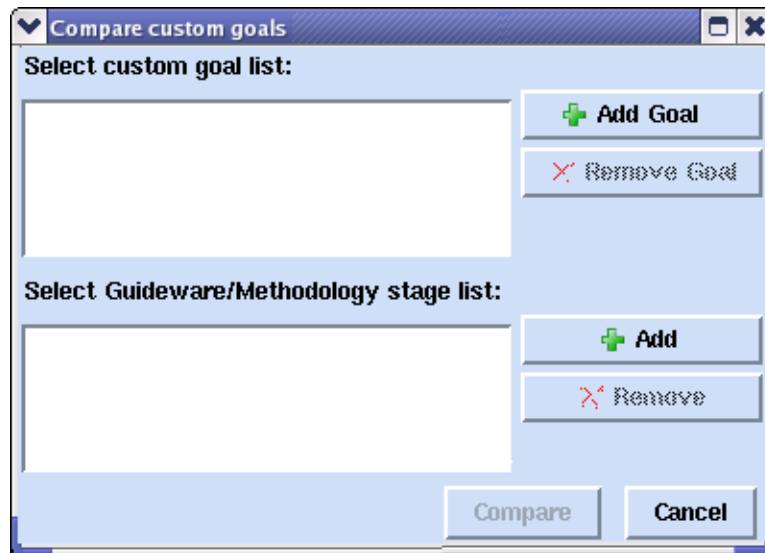 Compare custom goals
Select custom goal list:
Add Goal
Remove Goal
Select Guideware/Methodology stage list:
Add
Remove
Compare
Cancel